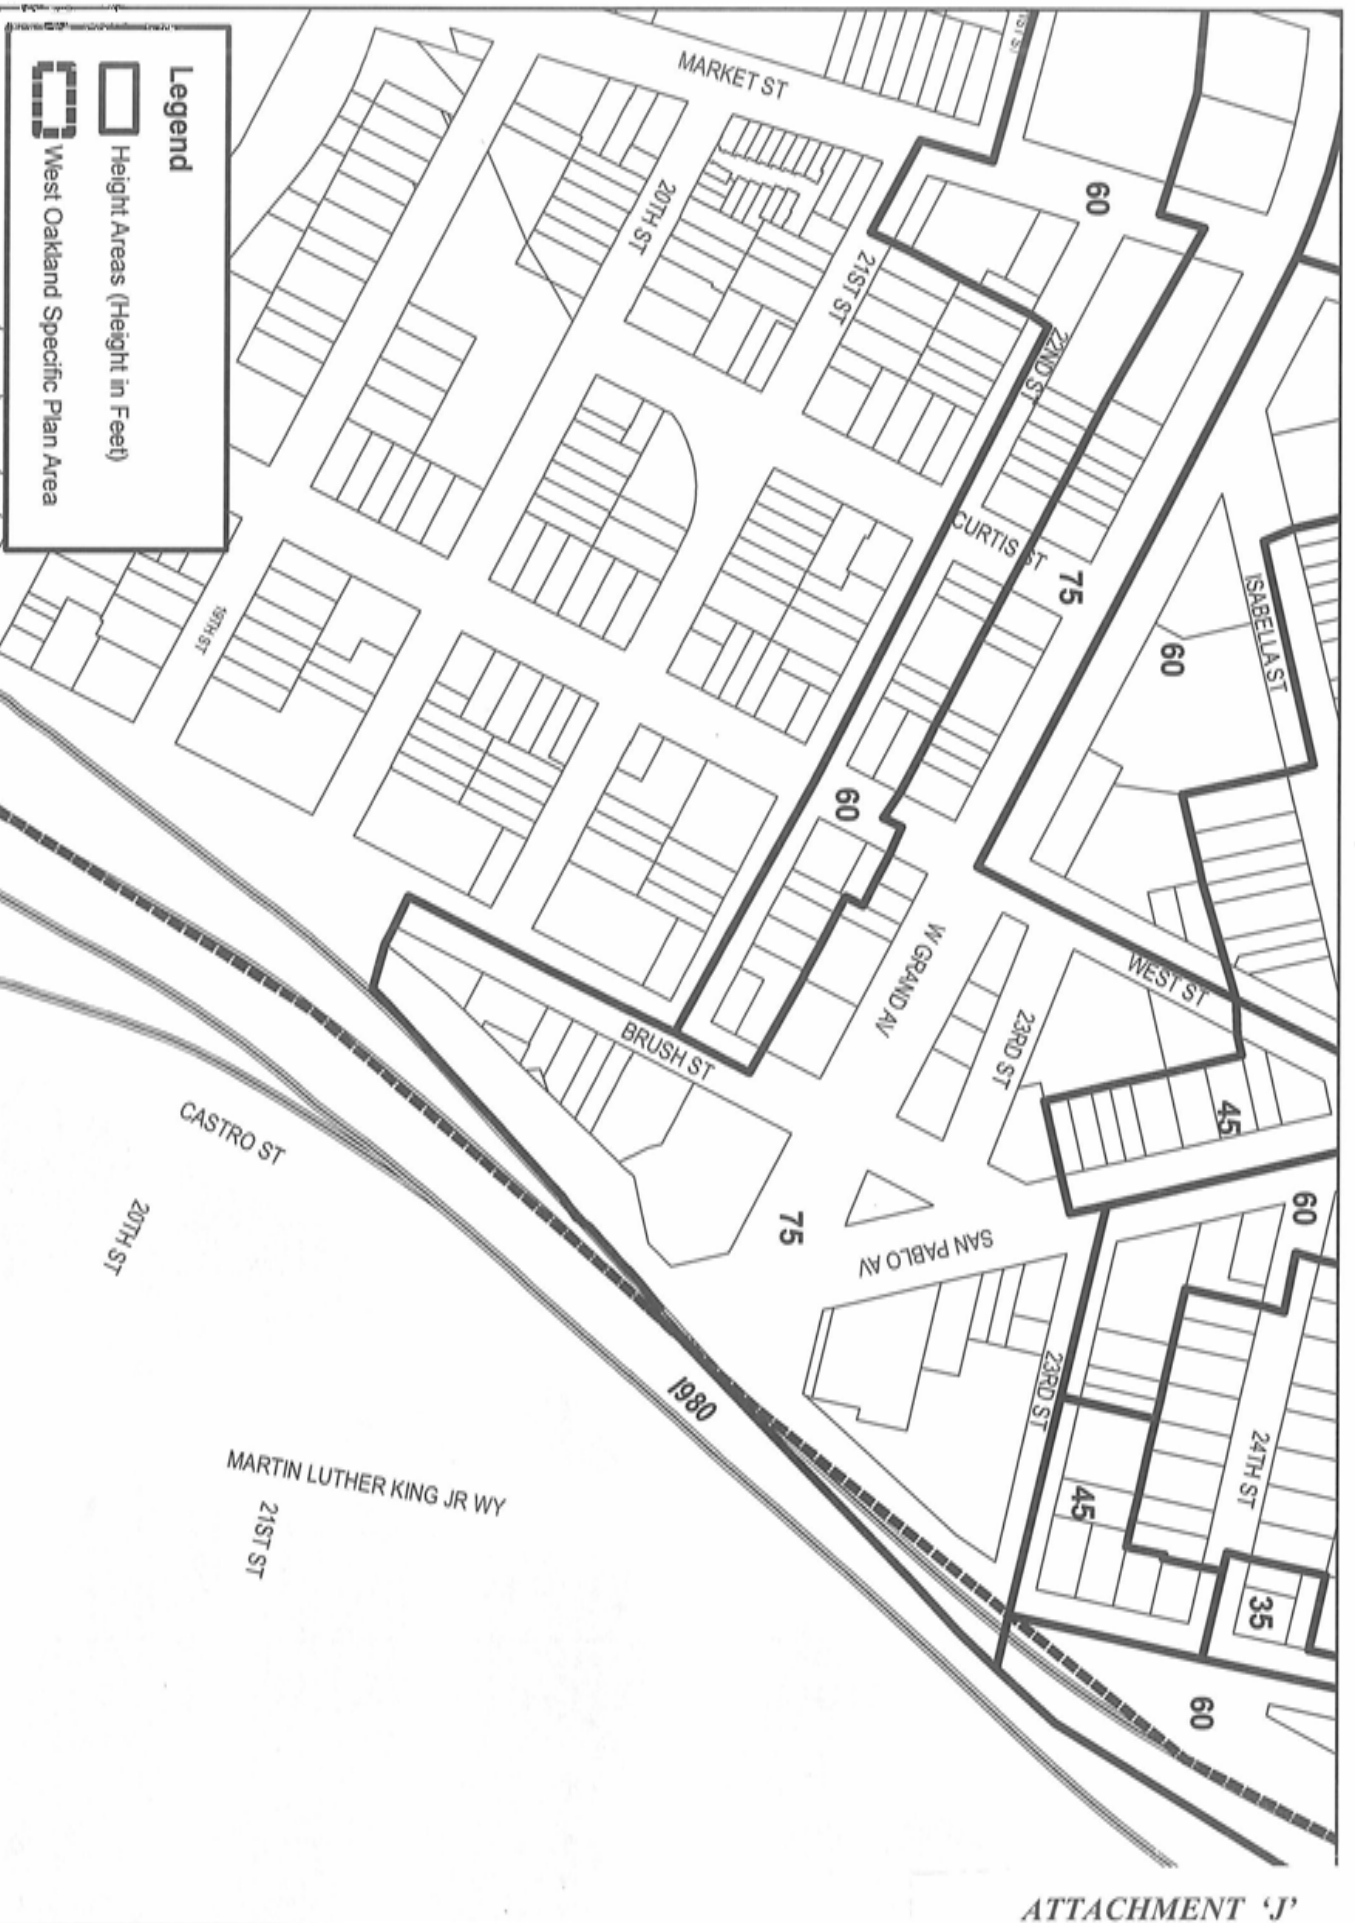 MARKET ST
20TH ST
21ST ST
22ND ST
60
CURTIS ST
75
ISABELLA ST
60
60
W GRAND AV
WEST ST
23RD ST
BRUSH ST
19TH ST
CASTRO ST
20TH ST
MARTIN LUTHER KING JR WY
21ST ST
I980
75
SAN PABLO AV
45
60
23RD ST
24TH ST
45
35
60
Legend
Height Areas (Height in Feet)
West Oakland Specific Plan Area
ATTACHMENT ‘J’